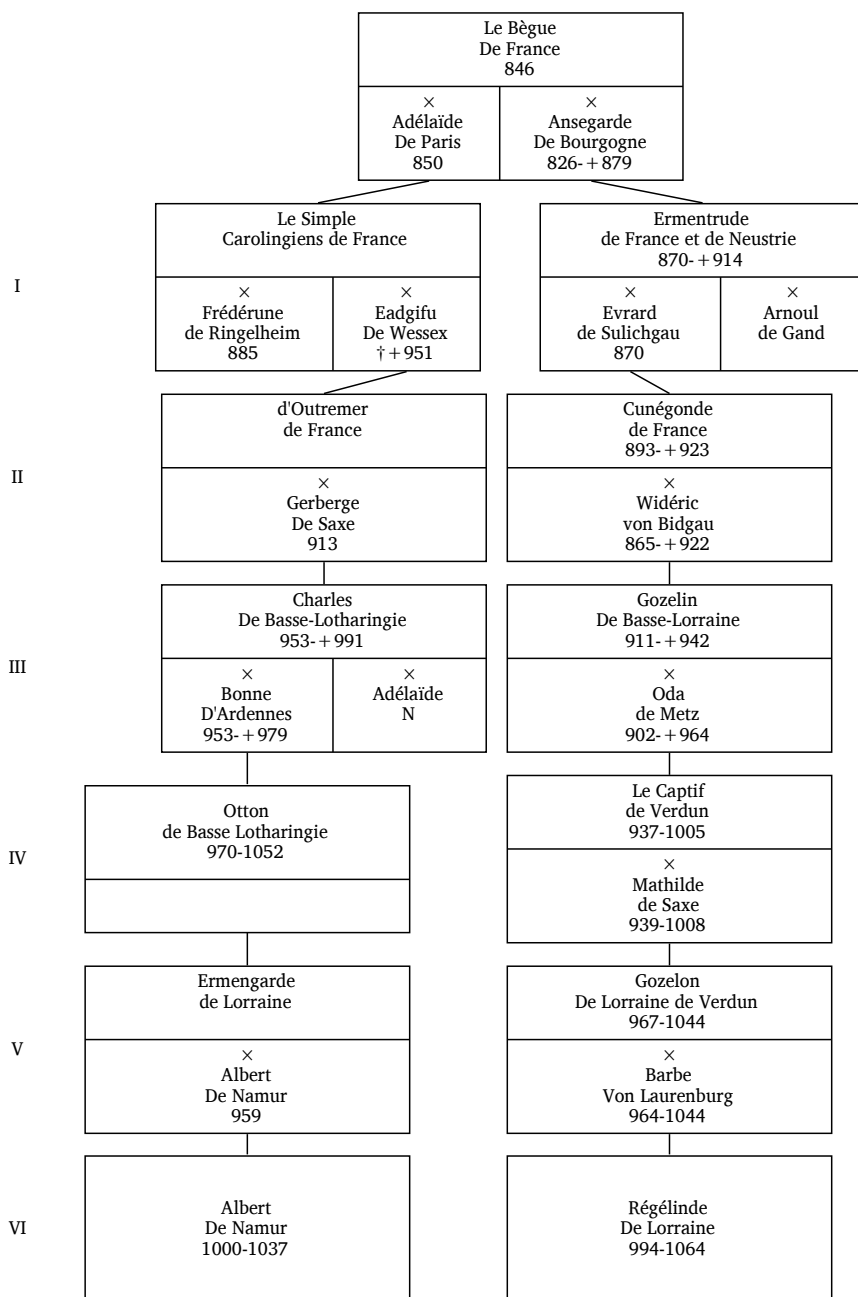 Le Bègue
De France
846
×
Adélaïde
De Paris
850
×
Ansegarde
De Bourgogne
826-+879
I
Le Simple
Carolingiens de France
×
Frédérune
de Ringelheim
885
×
Eadgifu
De Wessex
†+951
Ermentrude
de France et de Neustrie
870-+914
×
Evrard
de Sulichgau
870
×
Arnoul
de Gand
II
d'Outremer
de France
×
Gerberge
De Saxe
913
Cunégonde
de France
893-+923
×
Widéric
von Bidgau
865-+922
III
Charles
De Basse-Lotharingie
953-+991
×
Bonne
D'Ardennes
953-+979
×
Adélaïde
N
Gozelin
De Basse-Lorraine
911-+942
×
Oda
de Metz
902-+964
IV
Otton
de Basse Lotharingie
970-1052
Le Captif
de Verdun
937-1005
×
Mathilde
de Saxe
939-1008
V
Ermengarde
de Lorraine
×
Albert
De Namur
959
Gozelon
De Lorraine de Verdun
967-1044
×
Barbe
Von Laurenburg
964-1044
VI
Albert
De Namur
1000-1037
Régélinde
De Lorraine
994-1064